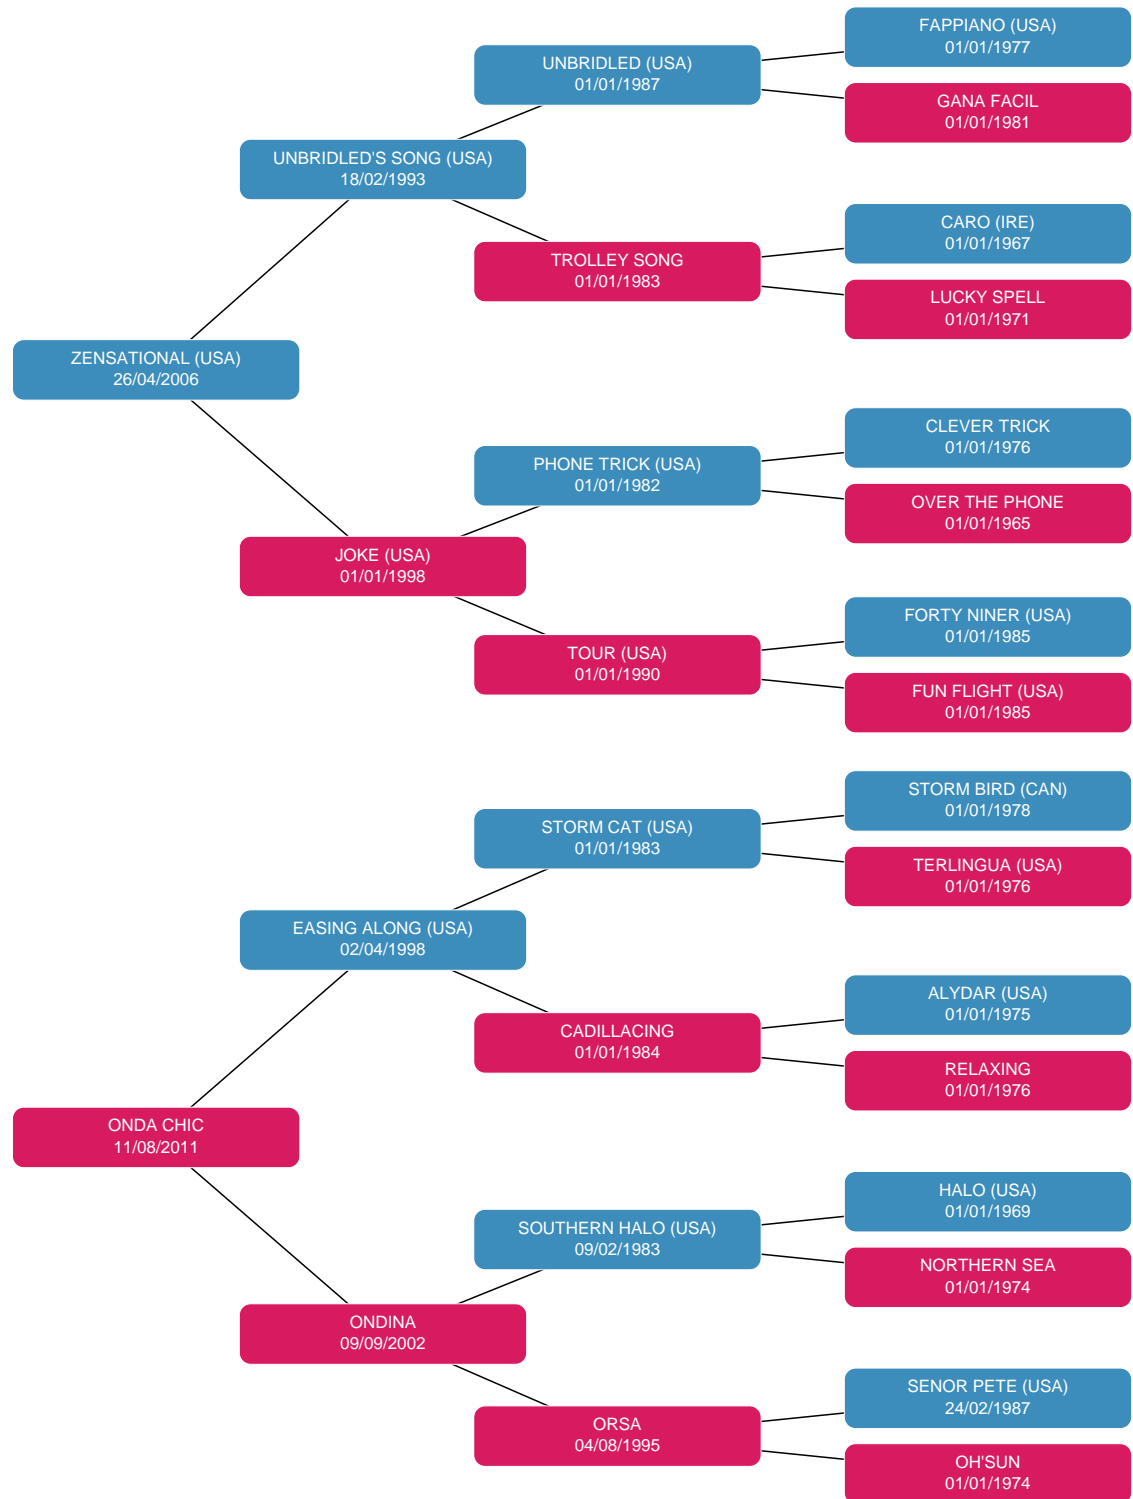 FAPPIANO (USA)
01/01/1977
UNBRIDLED (USA)
01/01/1987
GANA FACIL
01/01/1981
UNBRIDLED'S SONG (USA)
18/02/1993
CARO (IRE)
01/01/1967
TROLLEY SONG
01/01/1983
LUCKY SPELL
01/01/1971
ZENSATIONAL (USA)
26/04/2006
CLEVER TRICK
01/01/1976
PHONE TRICK (USA)
01/01/1982
OVER THE PHONE
01/01/1965
JOKE (USA)
01/01/1998
FORTY NINER (USA)
01/01/1985
TOUR (USA)
01/01/1990
FUN FLIGHT (USA)
01/01/1985
STORM BIRD (CAN)
01/01/1978
STORM CAT (USA)
01/01/1983
TERLINGUA (USA)
01/01/1976
EASING ALONG (USA)
02/04/1998
ALYDAR (USA)
01/01/1975
CADILLACING
01/01/1984
RELAXING
01/01/1976
ONDA CHIC
11/08/2011
HALO (USA)
01/01/1969
SOUTHERN HALO (USA)
09/02/1983
NORTHERN SEA
01/01/1974
ONDINA
09/09/2002
SENOR PETE (USA)
24/02/1987
ORSA
04/08/1995
OH'SUN
01/01/1974